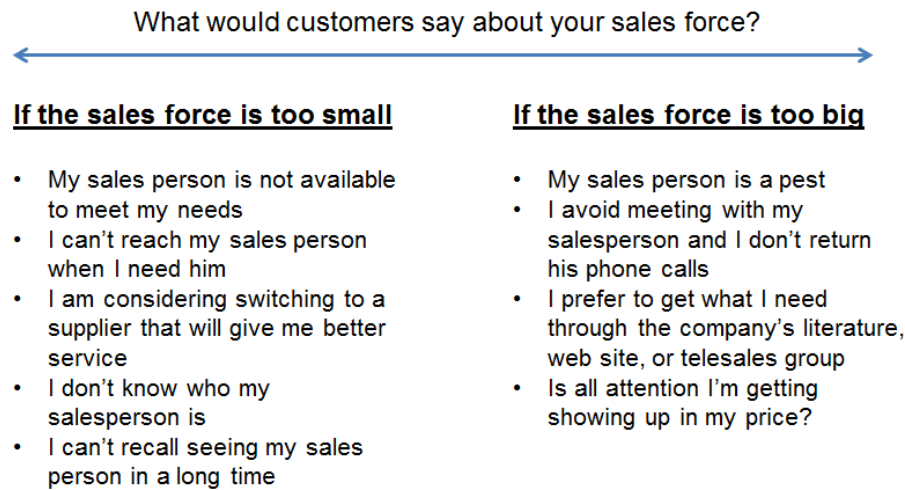 What would customers say about your sales force?
If the sales force is too small
• My sales person is not available
to meet my needs
• I can't reach my sales person
when I need him
• I am considering switching to a
supplier that will give me better
service
• I don't know who my
salesperson is
• I can't recall seeing my sales
person in a long time
If the sales force is too big
• My sales person is a pest
• I avoid meeting with my
salesperson and I don't return
his phone calls
• I prefer to get what I need
through the company's literature,
web site, or telesales group
• Is all attention I'm getting
showing up in my price?